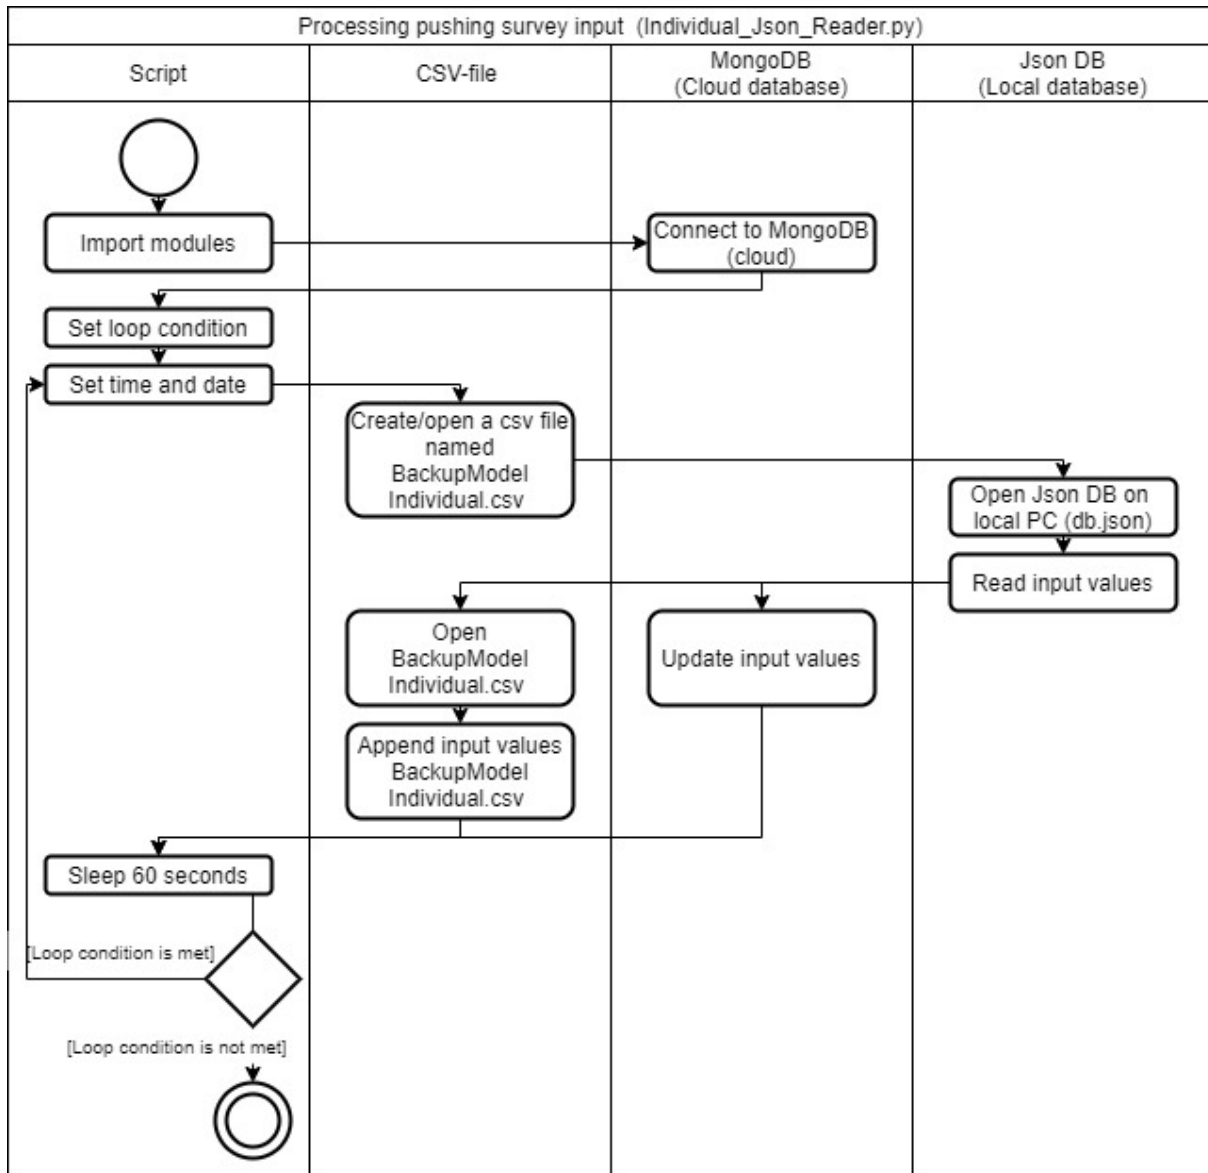 Processing pushing survey input (Individual_Json_Reader.py)
Script
CSV-file
MongoDB
(Cloud database)
Json DB
(Local database)
Import modules
Connect to MongoDB
(cloud)
Set loop condition
Set time and date
Create/open a csv file
named
BackupModel
Individual.csv
Open Json DB on
local PC (db.json)
Read input values
Open
BackupModel
Individual.csv
Update input values
Append input values
BackupModel
Individual.csv
Sleep 60 seconds
[Loop condition is met]
[Loop condition is not met]